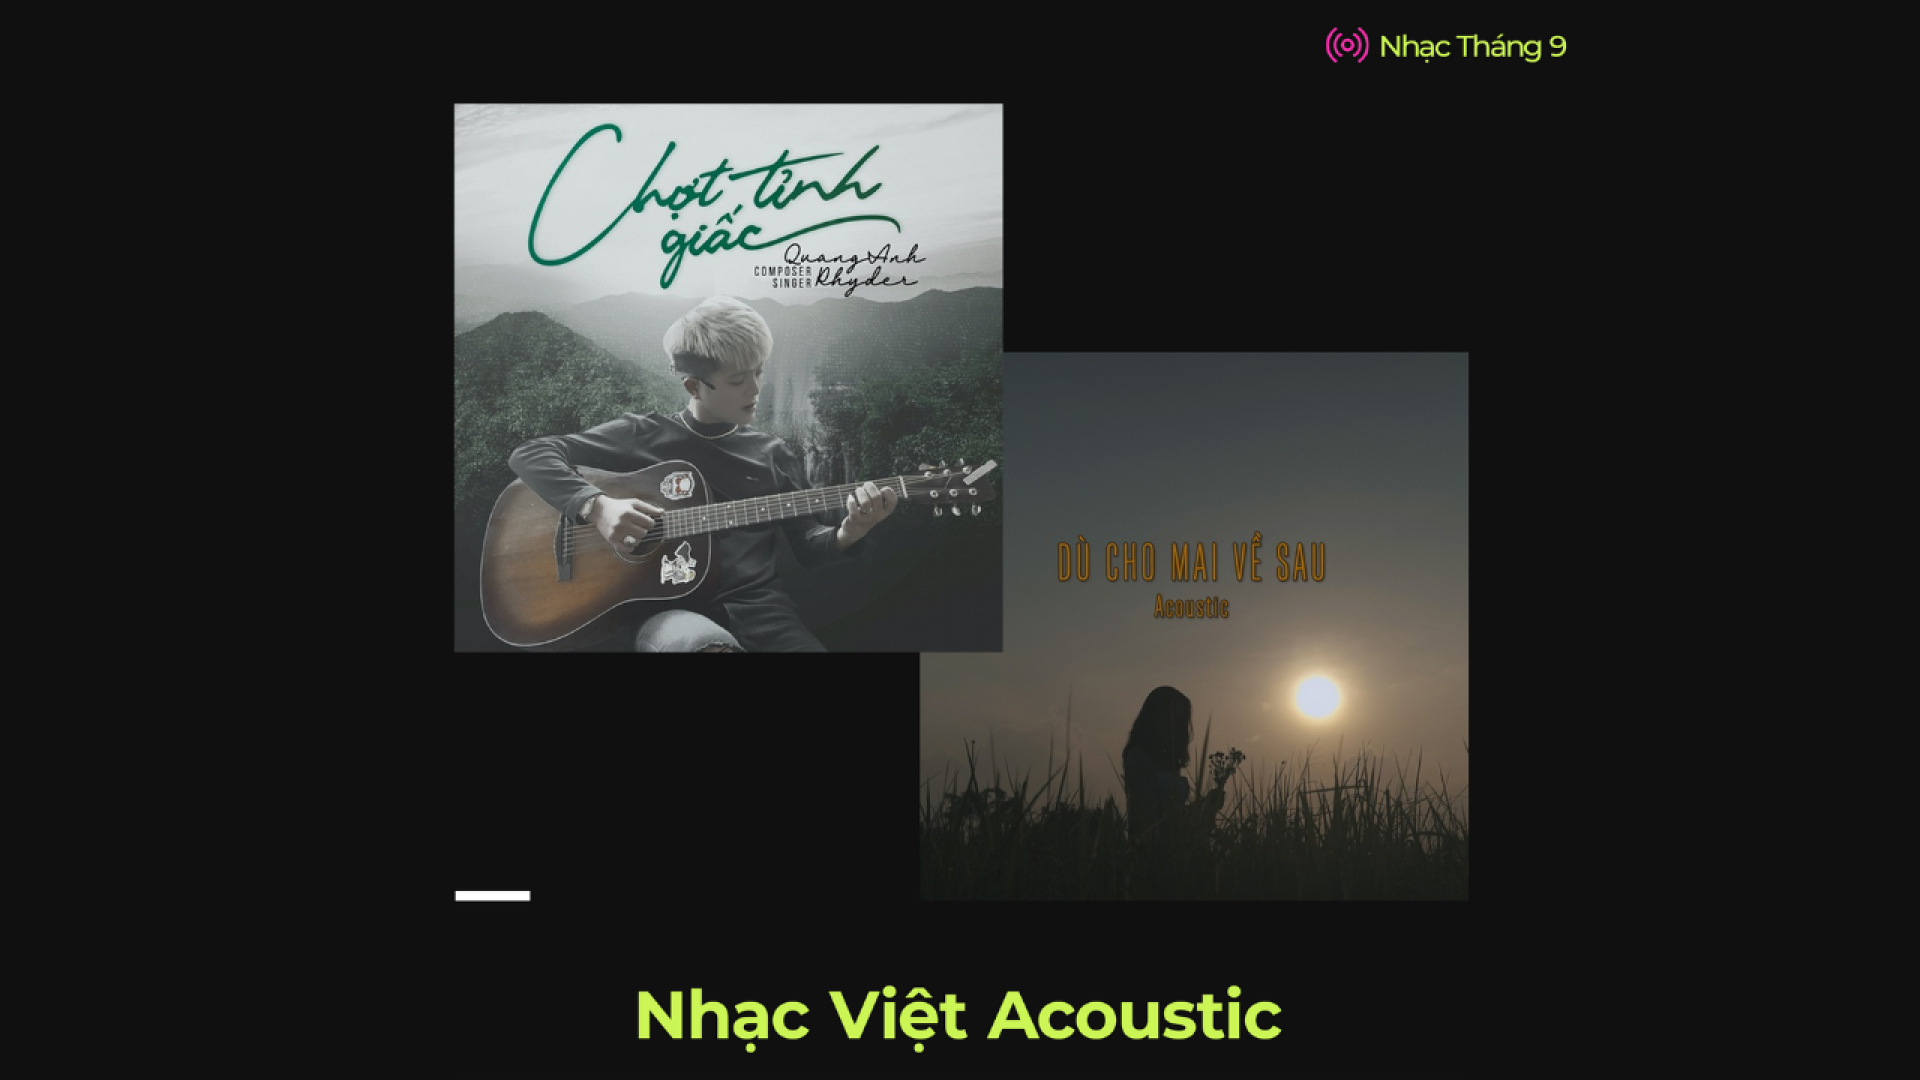 Nhạc Tháng 9
Chợt tỉnh
giấc
Quang Anh
COMPOSER
SINGER Rhyder
DÙ CHO MAI VỀ SAU
Acoustic
Nhạc Việt Acoustic